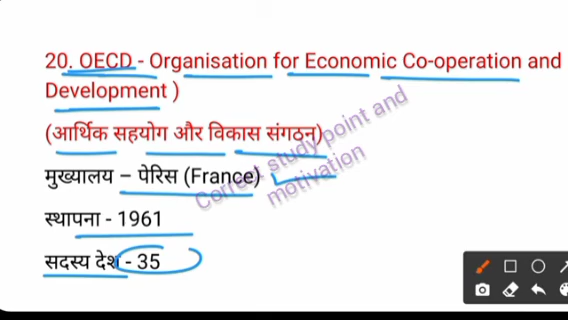 20. OECD - Organisation for Economic Co-operation and
Development )
(आर्थिक सहयोग और विकास संगठन)
मुख्यालय – पेरिस (France)
स्थापना - 1961
सदस्य देश - 35
Correct study point and
motivation